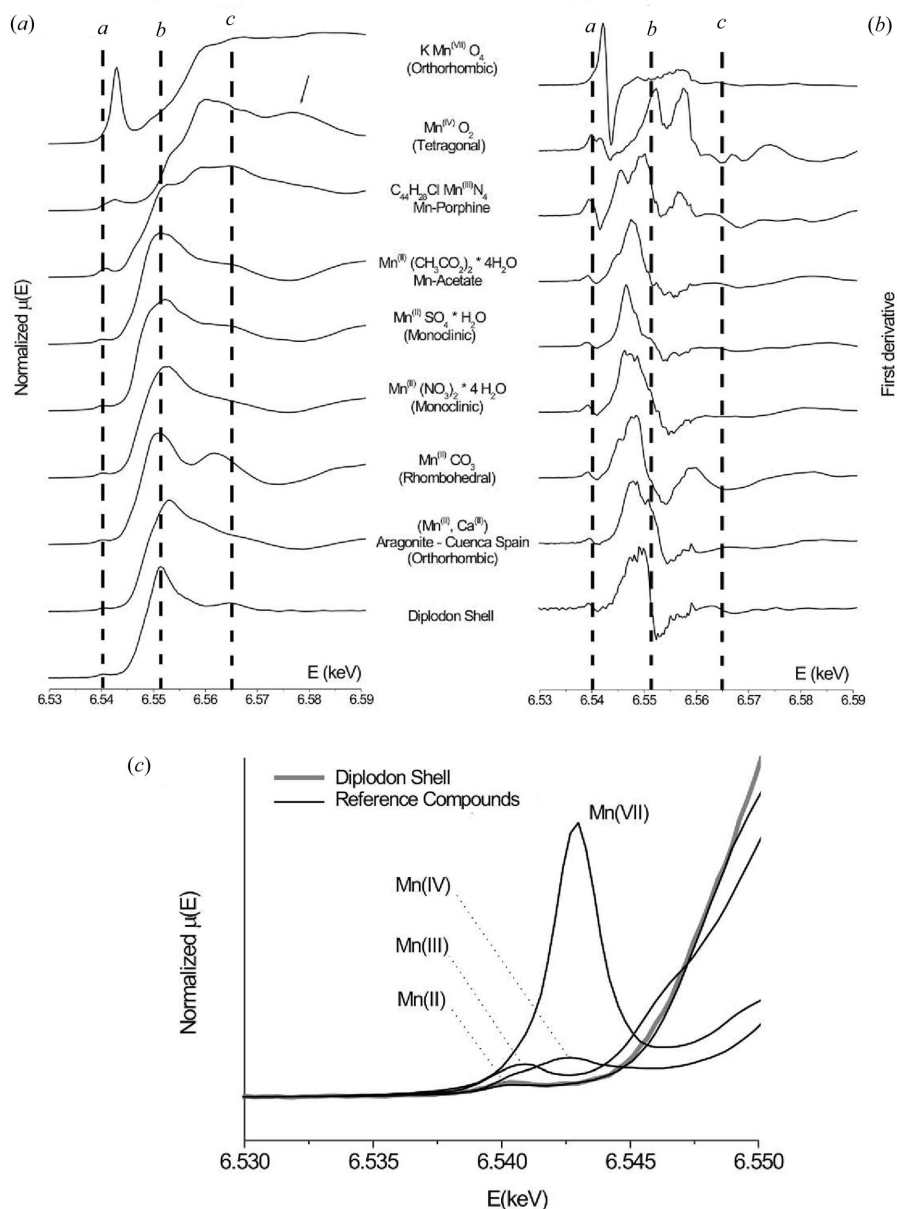 (a)
a b c
(b)
a b c
K Mn(VII) O4
(Orthorhombic)
Mn(IV) O2
(Tetragonal)
C44H28Cl Mn(III)N4
Mn-Porphine
Mn(II) (CH3CO2)2 * 4H2O
Mn-Acetate
Mn(II) SO4 * H2O
(Monoclinic)
Mn(II) (NO3)2 * 4 H2O
(Monoclinic)
Mn(II) CO3
(Rhombohedral)
(Mn(II), Ca(II))
Aragonite - Cuenca Spain
(Orthorhombic)
Diplodon Shell
Normalized μ(E)
First derivative
E (keV)
6.53 6.54 6.55 6.56 6.57 6.58 6.59
E (keV)
6.53 6.54 6.55 6.56 6.57 6.58 6.59
(c)
Diplodon Shell
Reference Compounds
Mn(VII)
Mn(IV)
Mn(III)
Mn(II)
Normalized μ(E)
6.530 6.535 6.540 6.545 6.550
E(keV)